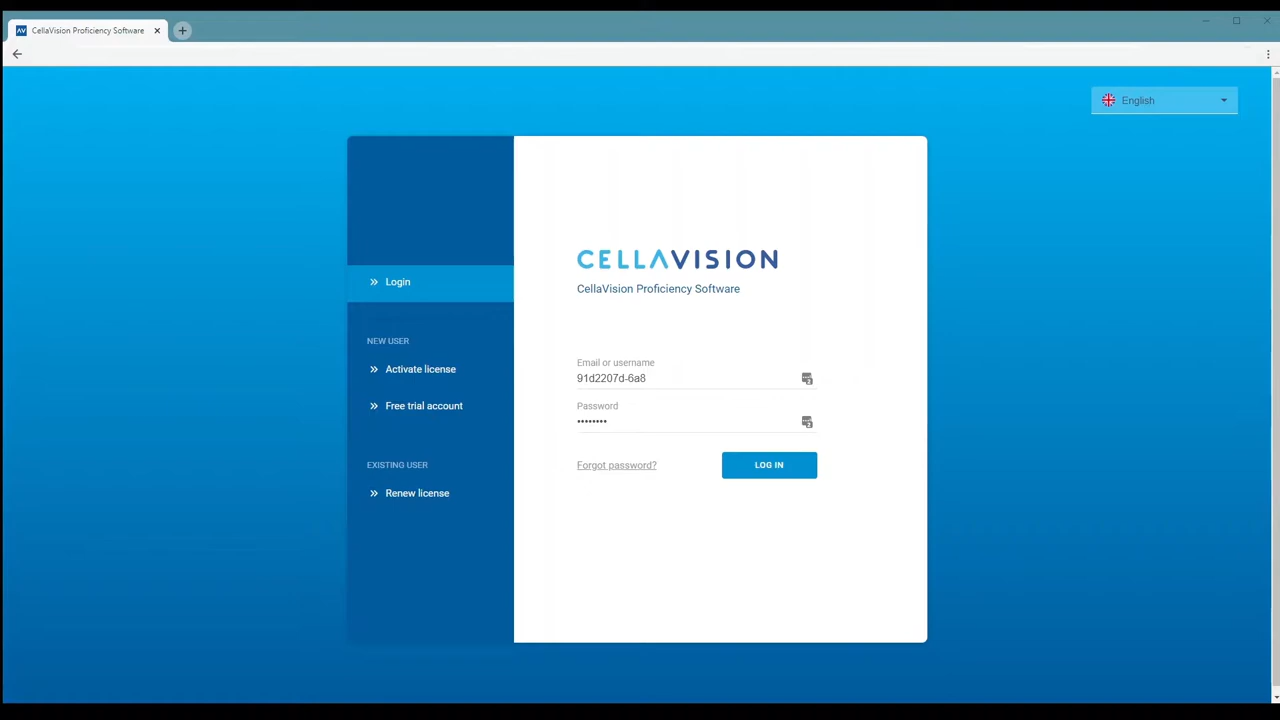 CellaVision Proficiency Software
English
Login
NEW USER
Activate license
Free trial account
EXISTING USER
Renew license
CELLAVISION
CellaVision Proficiency Software
Email or username
91d2207d-6a8
Password
••••••••
Forgot password?
LOG IN